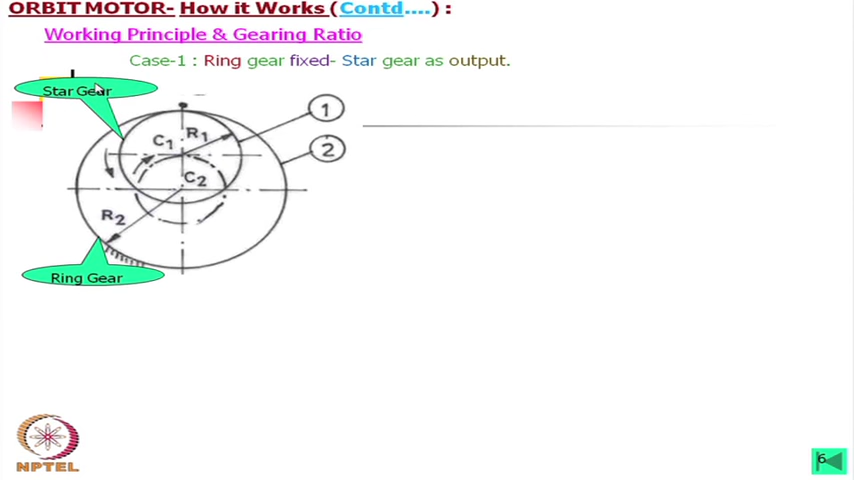 ORBIT MOTOR- How it Works (Contd....) :
Working Principle & Gearing Ratio
Case-1 : Ring gear fixed- Star gear as output.
Star Gear
1
C1
R1
2
C2
R2
Ring Gear
NPTEL
6